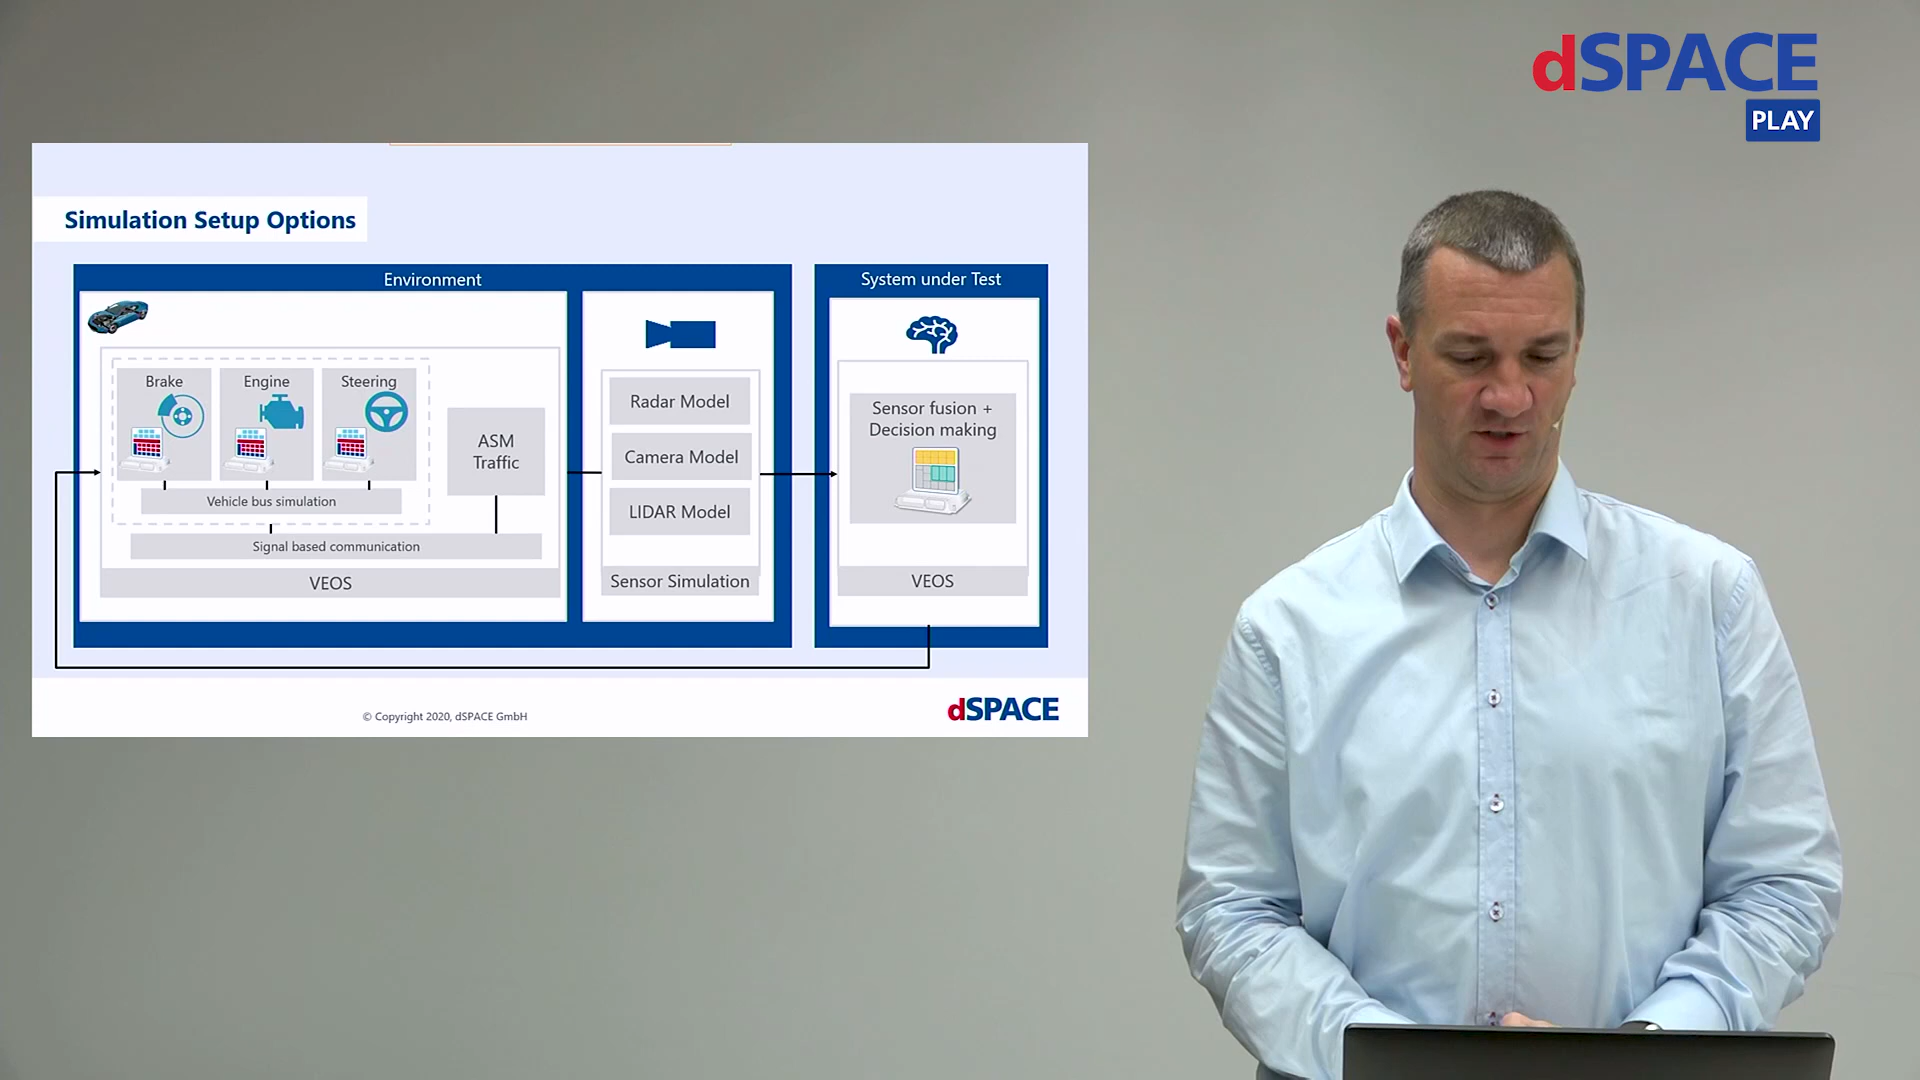 dSPACE
PLAY
Simulation Setup Options
Environment
System under Test
Brake
Engine
Steering
ASM
Traffic
Vehicle bus simulation
Signal based communication
VEOS
Radar Model
Camera Model
LIDAR Model
Sensor Simulation
Sensor fusion +
Decision making
VEOS
© Copyright 2020, dSPACE GmbH
dSPACE